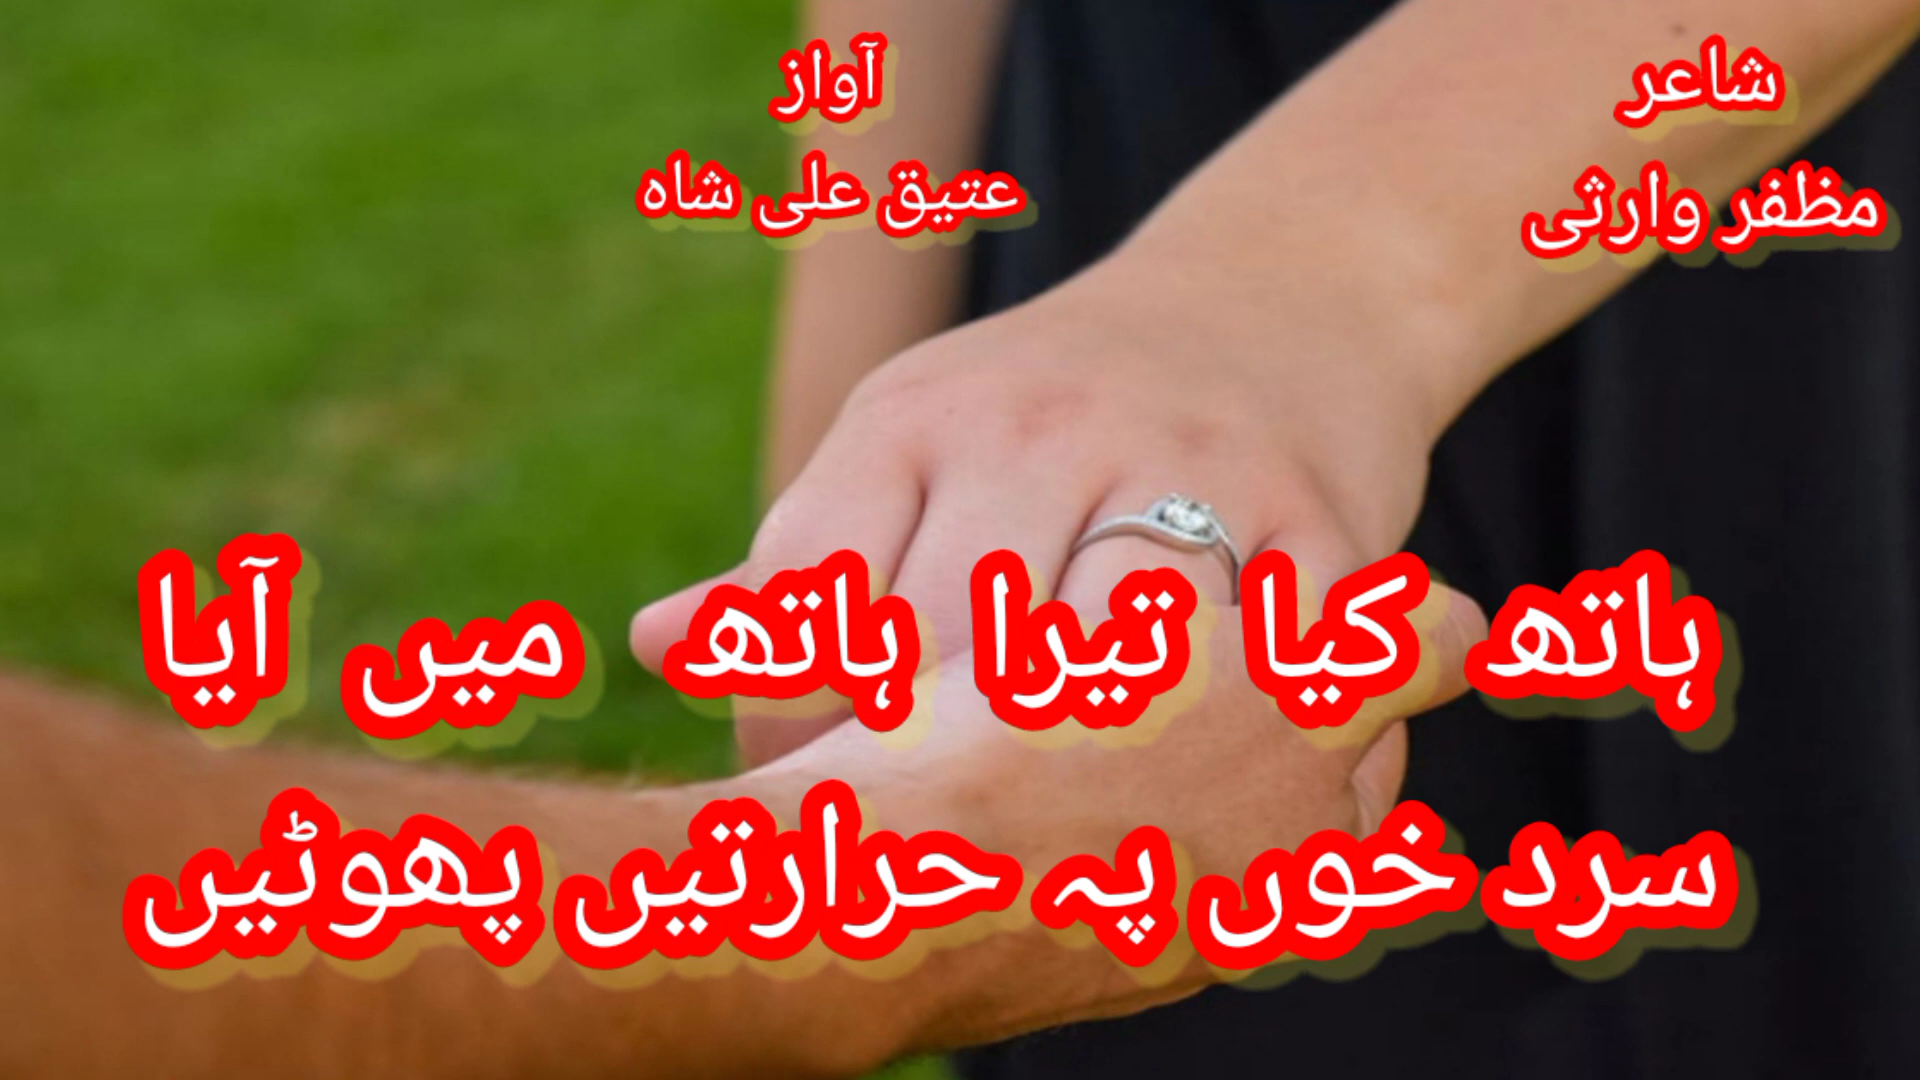 شاعر
مظفر وارثی
آواز
عتیق علی شاہ
ہاتھ کیا تیرا ہاتھ میں آیا
سرد خوں پہ حرارتیں پھوٹیں